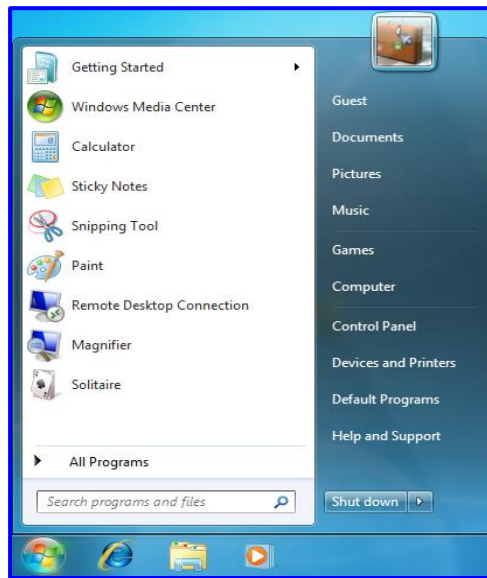 Getting Started
Windows Media Center
Calculator
Sticky Notes
Snipping Tool
Paint
Remote Desktop Connection
Magnifier
Solitaire
All Programs
Search programs and files
Guest
Documents
Pictures
Music
Games
Computer
Control Panel
Devices and Printers
Default Programs
Help and Support
Shut down